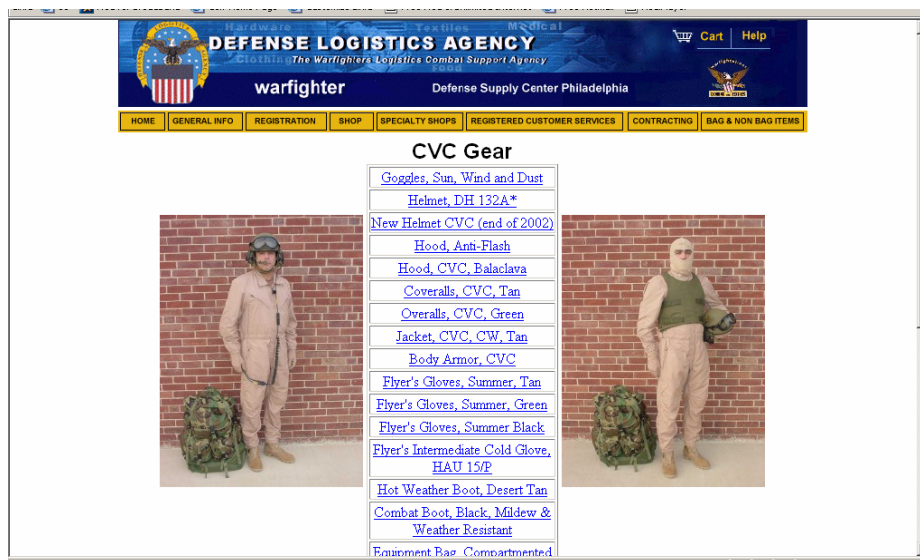 Hardware Textiles Medical
DEFENSE LOGISTICS AGENCY
Clothing The Warfighters Logistics Combat Support Agency
Food
Cart Help
warfighter Defense Supply Center Philadelphia
HOME GENERAL INFO REGISTRATION SHOP SPECIALTY SHOPS REGISTERED CUSTOMER SERVICES CONTRACTING BAG & NON BAG ITEMS
CVC Gear
Goggles, Sun, Wind and Dust
Helmet, DH 132A*
New Helmet CVC (end of 2002)
Hood, Anti-Flash
Hood, CVC, Balaclava
Coveralls, CVC, Tan
Overalls, CVC, Green
Jacket, CVC, CW, Tan
Body Armor, CVC
Flyer's Gloves, Summer, Tan
Flyer's Gloves, Summer, Green
Flyer's Gloves, Summer Black
Flyer's Intermediate Cold Glove,
HAU 15/P
Hot Weather Boot, Desert Tan
Combat Boot, Black, Mildew &
Weather Resistant
Equipment Bag, Compartmented